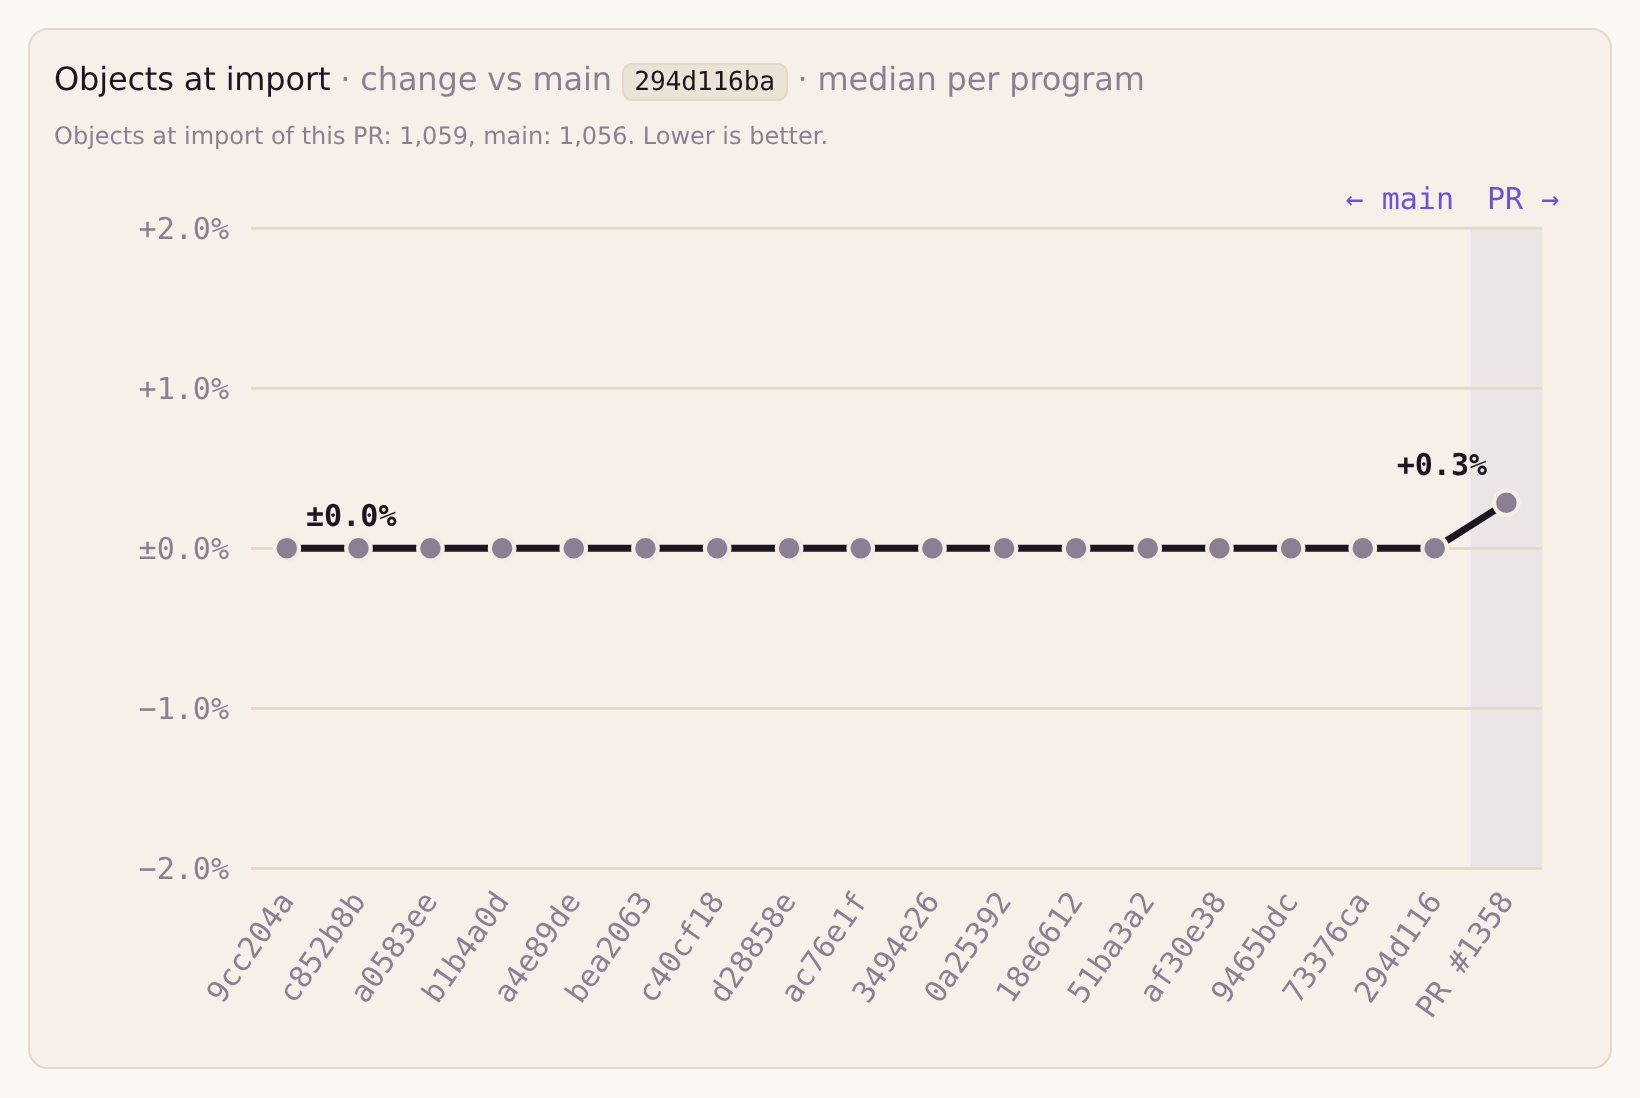 Objects at import · change vs main 294d116ba · median per program
Objects at import of this PR: 1,059, main: 1,056. Lower is better.
← main PR →
+2.0%
+1.0%
+0.3%
±0.0%
±0.0%
−1.0%
−2.0%
9cc204a
c852b8b
a0583ee
b1b4a0d
a4e89de
bea2063
c40cf18
d28858e
ac76e1f
3494e26
0a25392
18e6612
51ba3a2
af30e38
9465bdc
73376ca
294d116
PR #1358